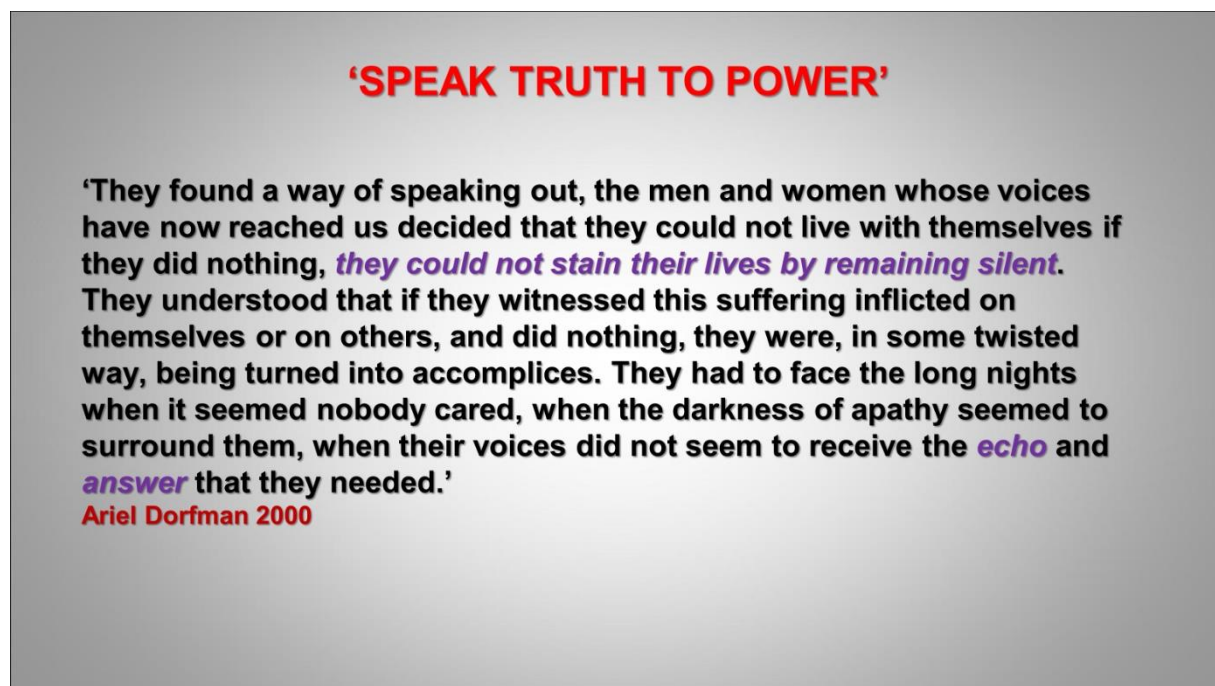 ‘SPEAK TRUTH TO POWER’
‘They found a way of speaking out, the men and women whose voices
have now reached us decided that they could not live with themselves if
they did nothing, they could not stain their lives by remaining silent.
They understood that if they witnessed this suffering inflicted on
themselves or on others, and did nothing, they were, in some twisted
way, being turned into accomplices. They had to face the long nights
when it seemed nobody cared, when the darkness of apathy seemed to
surround them, when their voices did not seem to receive the echo and
answer that they needed.’
Ariel Dorfman 2000